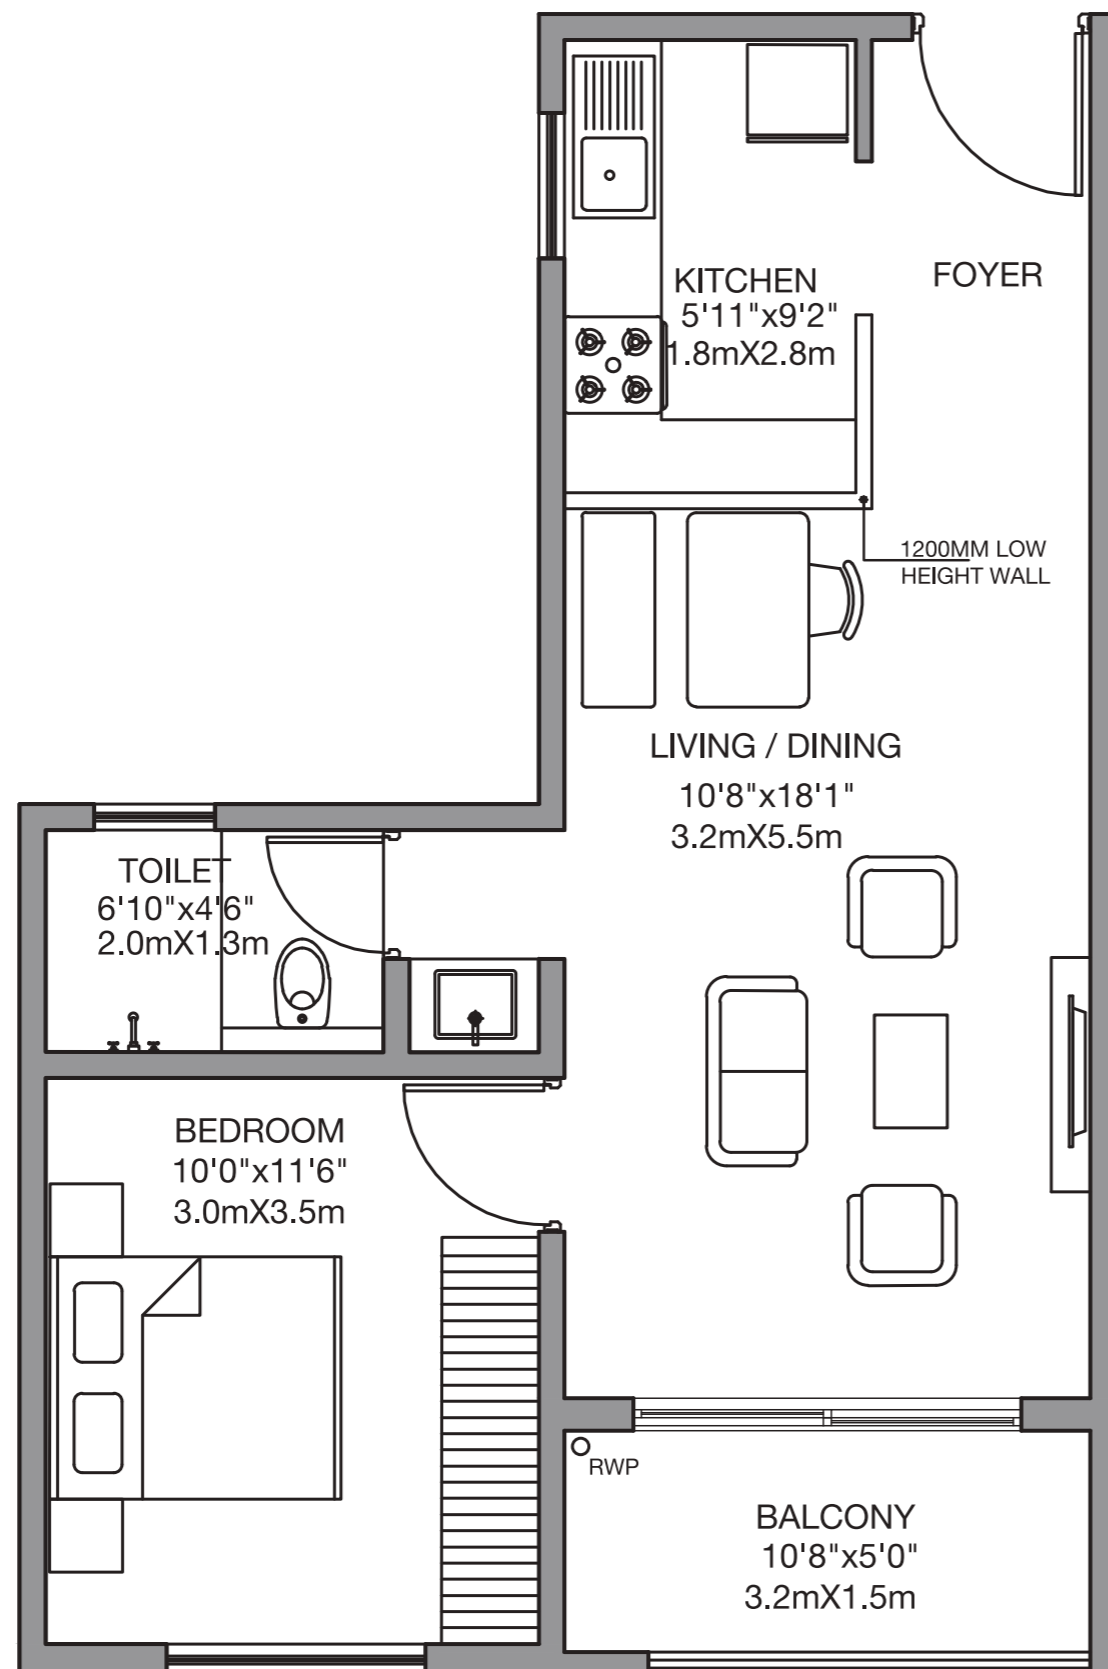 KITCHEN
5'11"x9'2"
1.8mX2.8m
FOYER
1200MM LOW
HEIGHT WALL
LIVING / DINING
10'8"x18'1"
3.2mX5.5m
TOILET
6'10"x4'6"
2.0mX1.3m
BEDROOM
10'0"x11'6"
3.0mX3.5m
RWP
BALCONY
10'8"x5'0"
3.2mX1.5m